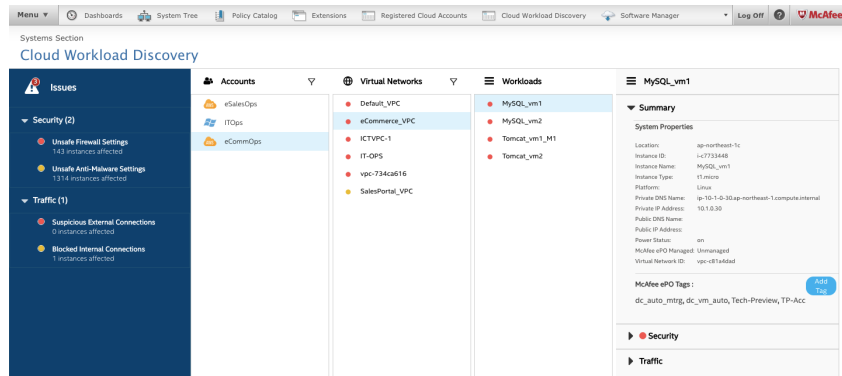 Menu ▼ Dashboards System Tree Policy Catalog Extensions Registered Cloud Accounts Cloud Workload Discovery Software Manager Log Off ? McAfee
Systems Section
Cloud Workload Discovery
3
Issues
Security (2)
Unsafe Firewall Settings
143 instances affected
Unsafe Anti-Malware Settings
1314 instances affected
Traffic (1)
Suspicious External Connections
0 instances affected
Blocked Internal Connections
1 instances affected
Accounts
eSalesOps
ITOps
eCommOps
Virtual Networks
Default_VPC
eCommerce_VPC
ICTVPC-1
IT-OPS
vpc-734ca616
SalesPortal_VPC
Workloads
MySQL_vm1
MySQL_vm2
Tomcat_vm1_M1
Tomcat_vm2
MySQL_vm1
Summary
System Properties
Location: ap-northeast-1c
Instance ID: i-c7733448
Instance Name: MySQL_vm1
Instance Type: t1.micro
Platform: Linux
Private DNS Name: ip-10-1-0-30.ap-northeast-1.compute.internal
Private IP Address: 10.1.0.30
Public DNS Name:
Public IP Address:
Power Status: on
McAfee ePO Managed: Unmanaged
Virtual Network ID: vpc-c81a4dad
McAfee ePO Tags :
Add
Tag
dc_auto_mtrg, dc_vm_auto, Tech-Preview, TP-Acc
Security
Traffic